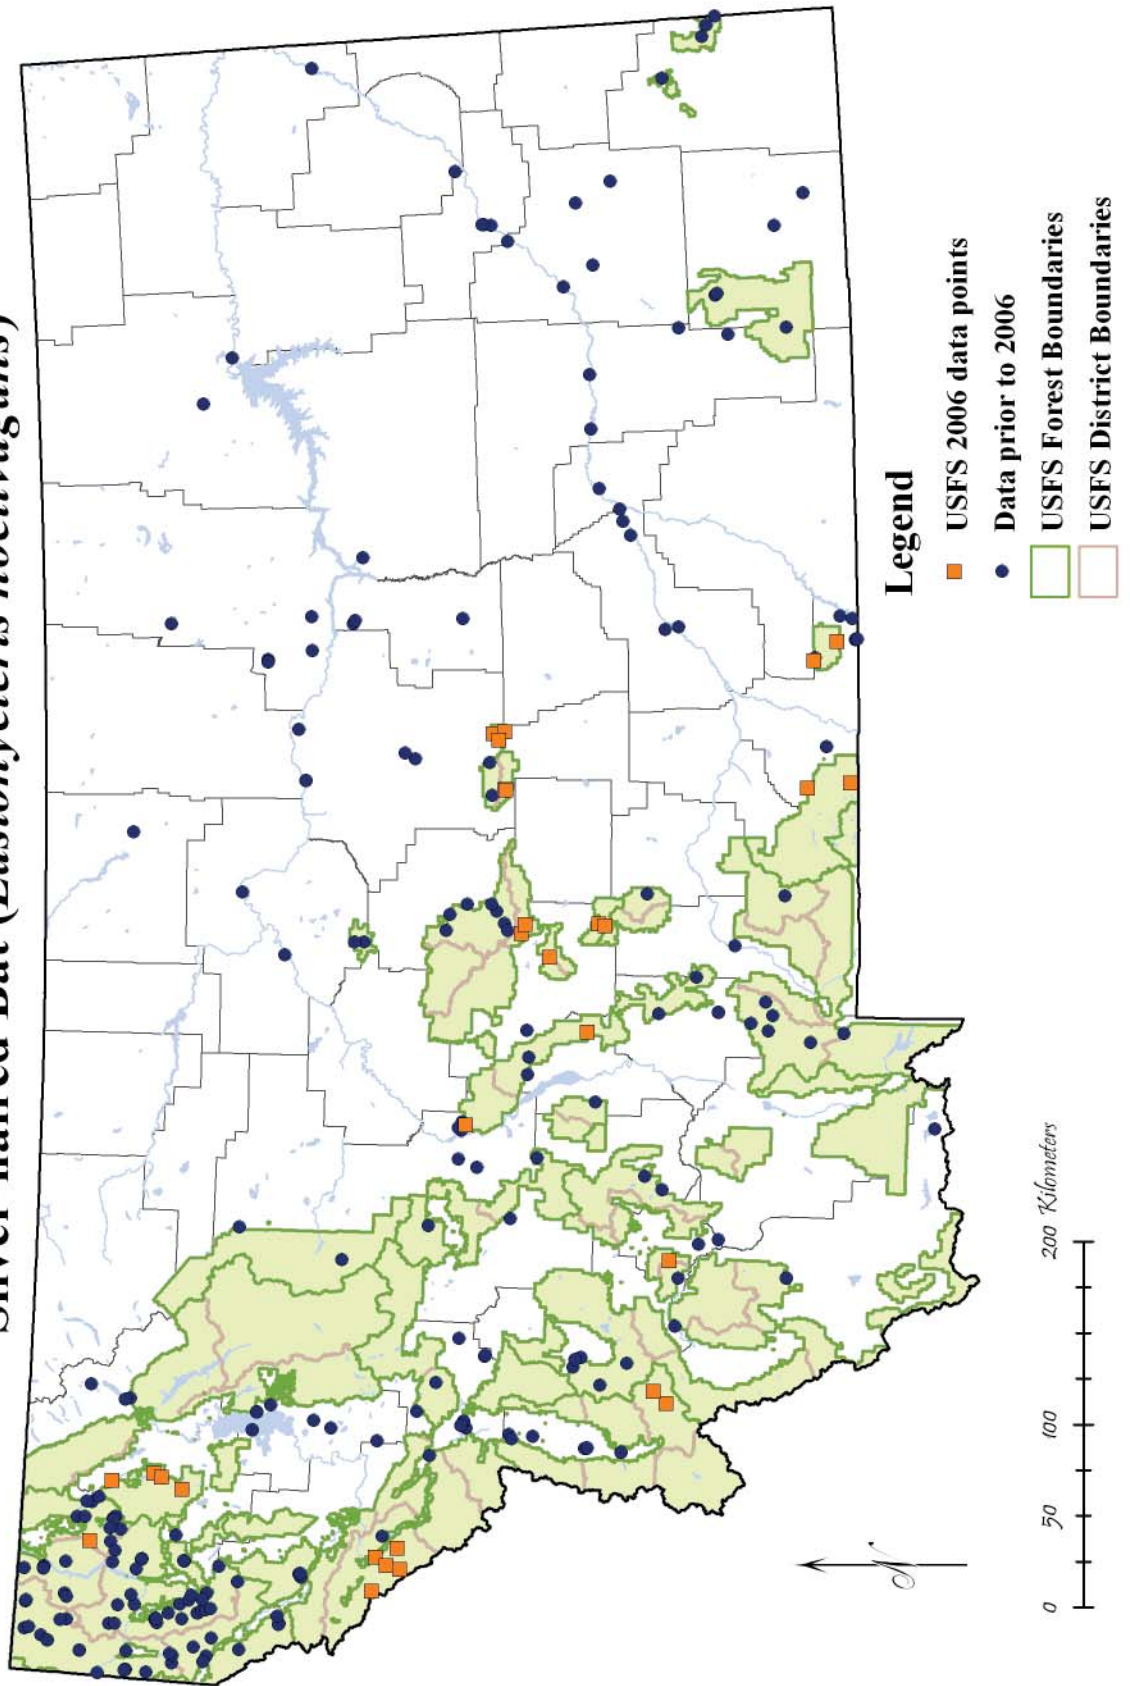 Silver-haired Bat (Lasionycteris noctivagans)
Legend
USFS 2006 data points
Data prior to 2006
USFS Forest Boundaries
USFS District Boundaries
N
0 50 100 200 Kilometers